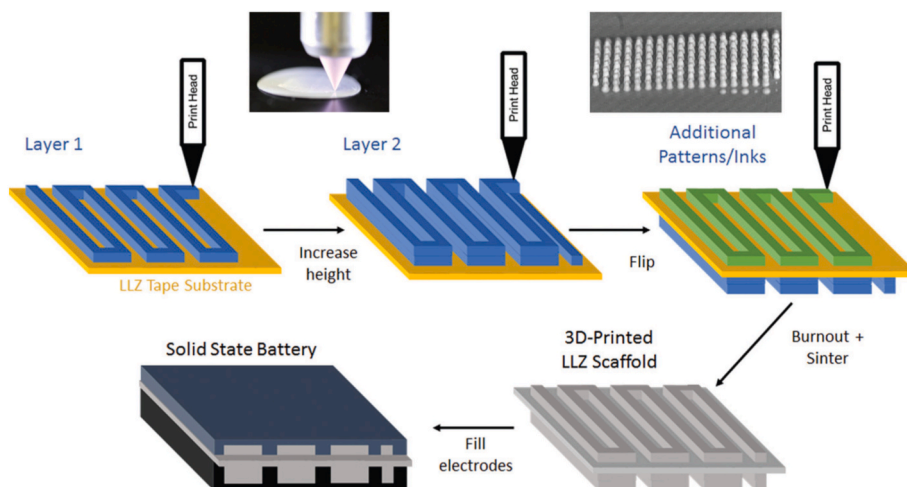 Print Head
Print Head
Print Head
Layer 1
Layer 2
Additional
Patterns/Inks
Increase
height
Flip
LLZ Tape Substrate
Burnout +
Sinter
Solid State Battery
3D-Printed
LLZ Scaffold
Fill
electrodes